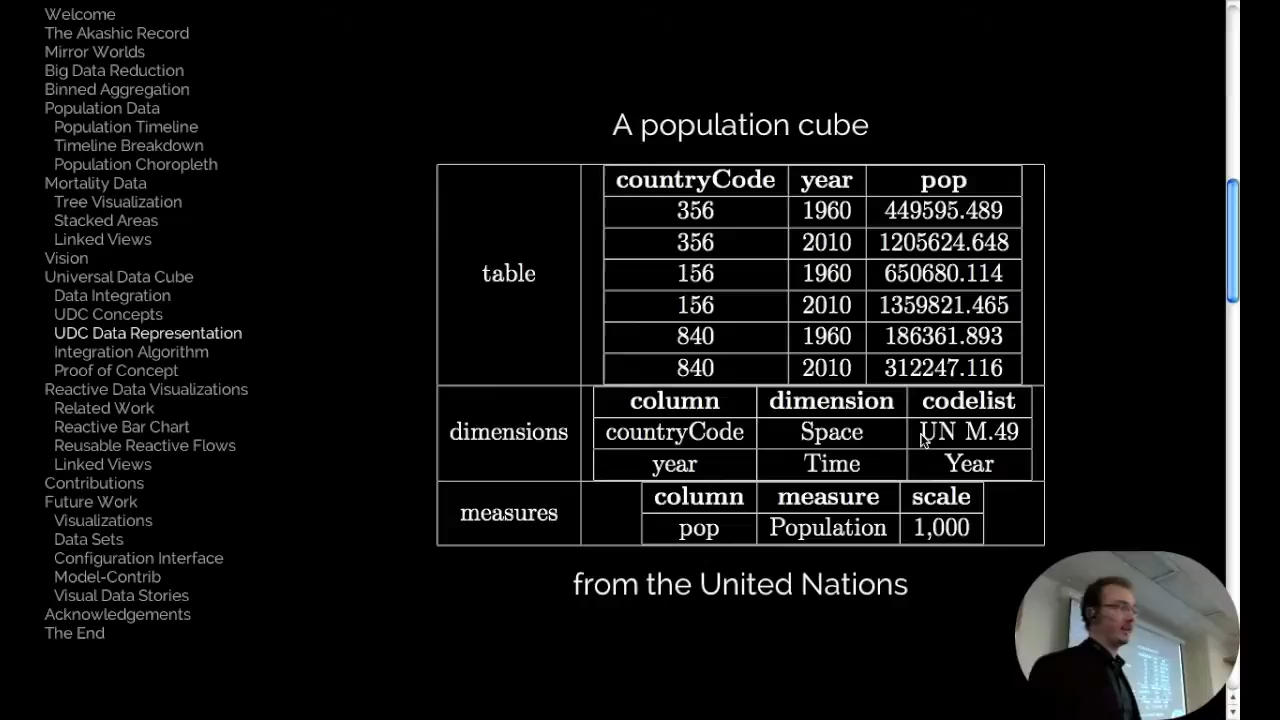 Welcome
The Akashic Record
Mirror Worlds
Big Data Reduction
Binned Aggregation
Population Data
Population Timeline
Timeline Breakdown
Population Choropleth
Mortality Data
Tree Visualization
Stacked Areas
Linked Views
Vision
Universal Data Cube
Data Integration
UDC Concepts
UDC Data Representation
Integration Algorithm
Proof of Concept
Reactive Data Visualizations
Related Work
Reactive Bar Chart
Reusable Reactive Flows
Linked Views
Contributions
Future Work
Visualizations
Data Sets
Configuration Interface
Model-Contrib
Visual Data Stories
Acknowledgements
The End
A population cube
table
countryCode year pop
356 1960 449595.489
356 2010 1205624.648
156 1960 650680.114
156 2010 1359821.465
840 1960 186361.893
840 2010 312247.116
dimensions
column dimension codelist
countryCode Space UN M.49
year Time Year
measures
column measure scale
pop Population 1,000
from the United Nations